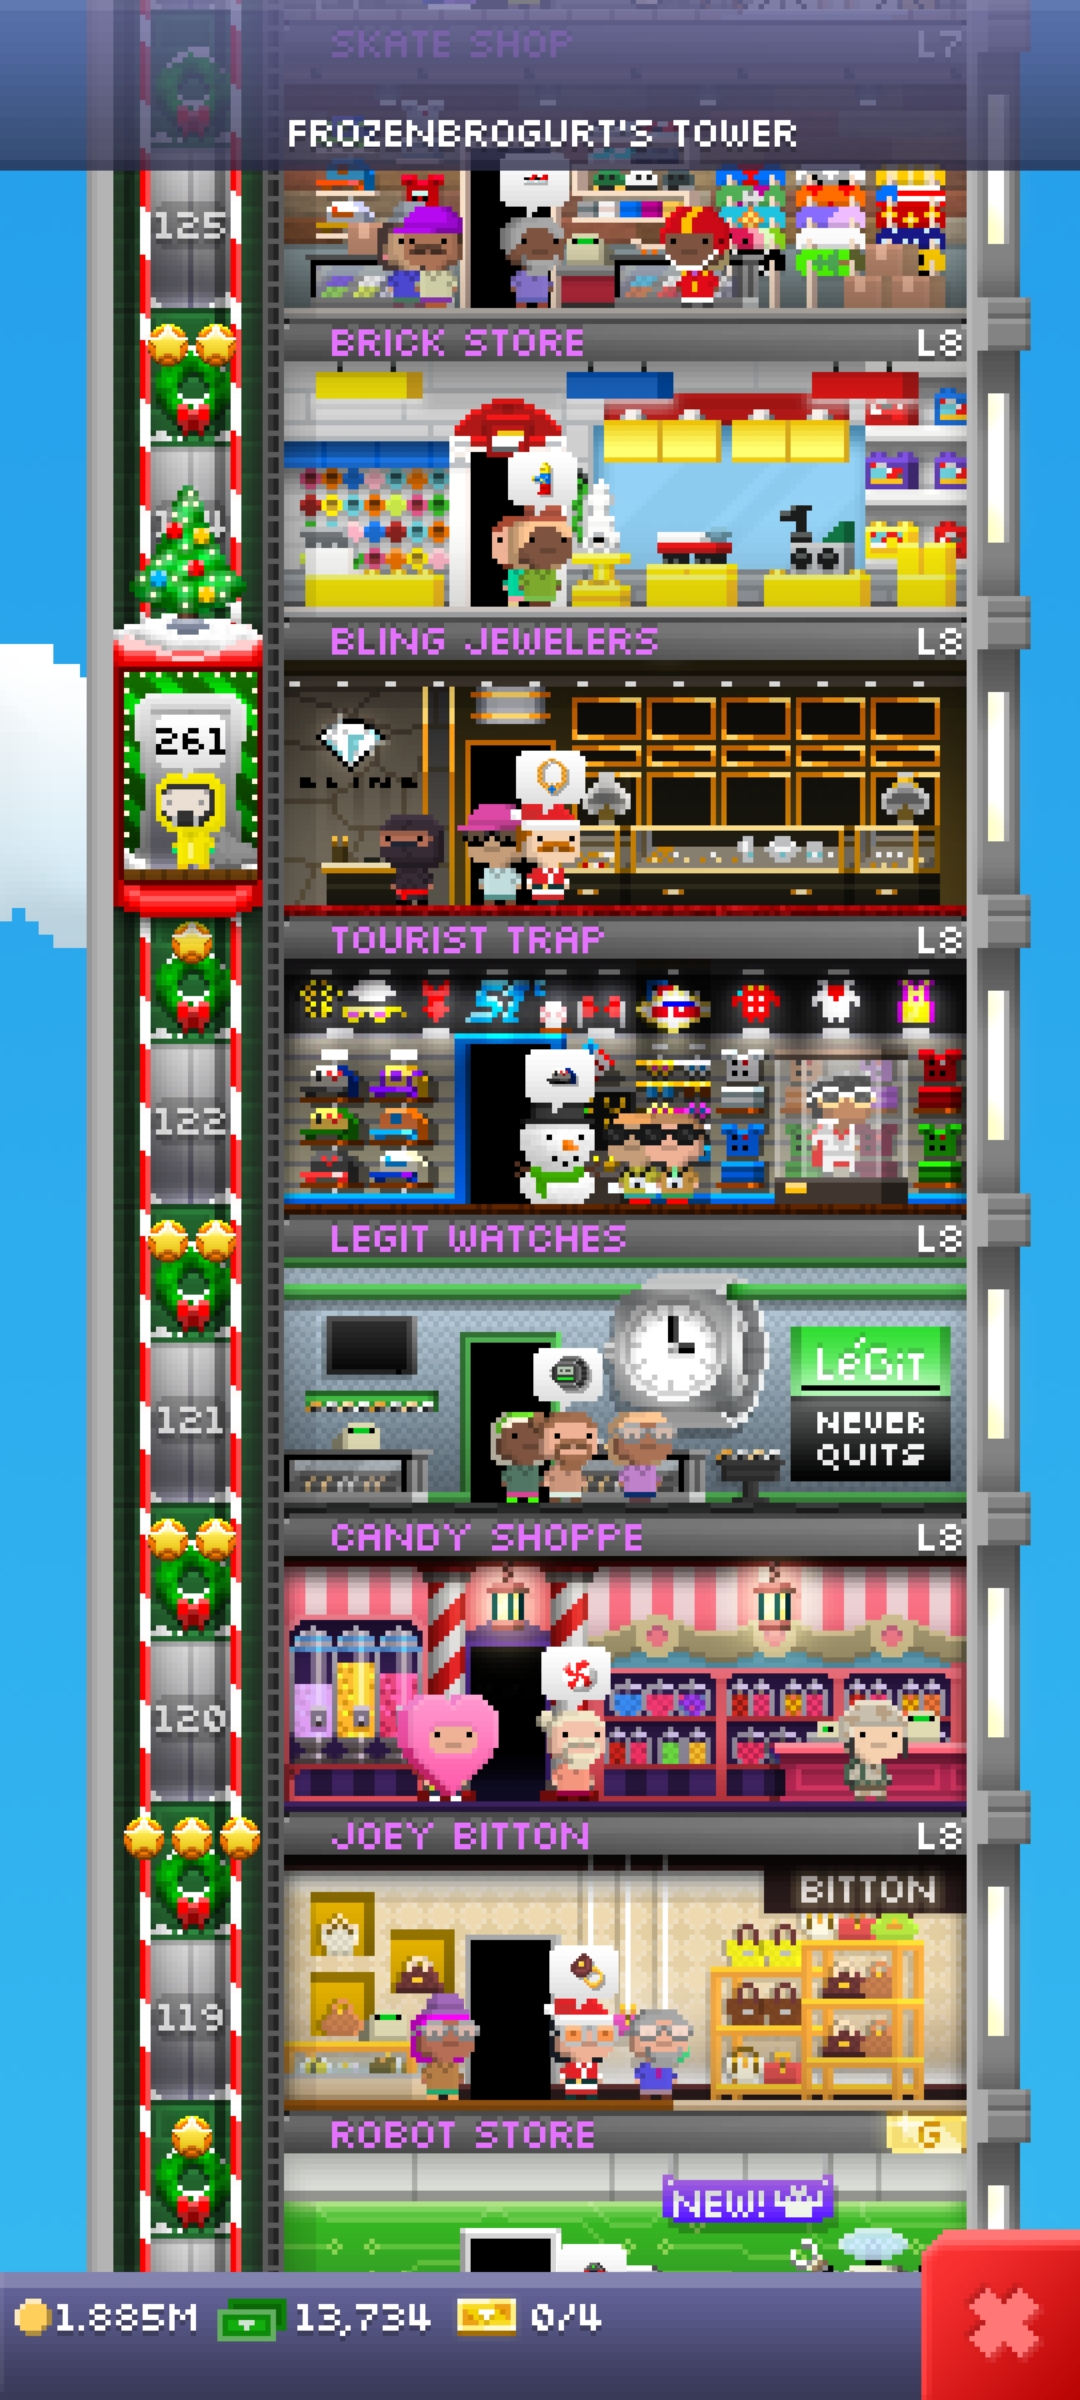 SKATE SHOP L7
FROZENBROGURT'S TOWER
125
BRICK STORE L8
BLING JEWELERS L8
261
BLING
TOURIST TRAP L8
122
LEGIT WATCHES L8
LéGiT
NEVER
QUITS
121
CANDY SHOPPE L8
120
JOEY BITTON L8
BITTON
119
ROBOT STORE G
NEW!
1.885M 13,734 0/4